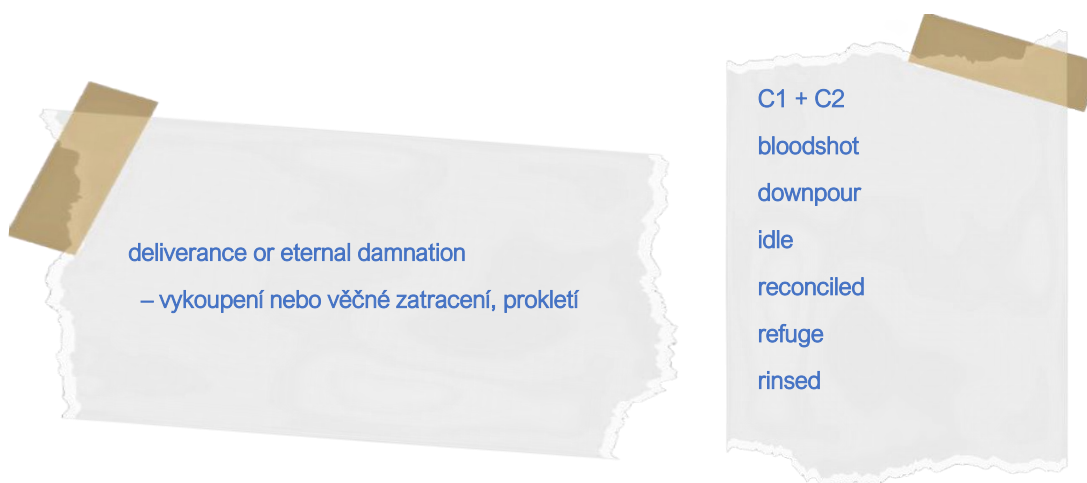 deliverance or eternal damnation
– vykoupení nebo věčné zatracení, prokletí
C1 + C2
bloodshot
downpour
idle
reconciled
refuge
rinsed